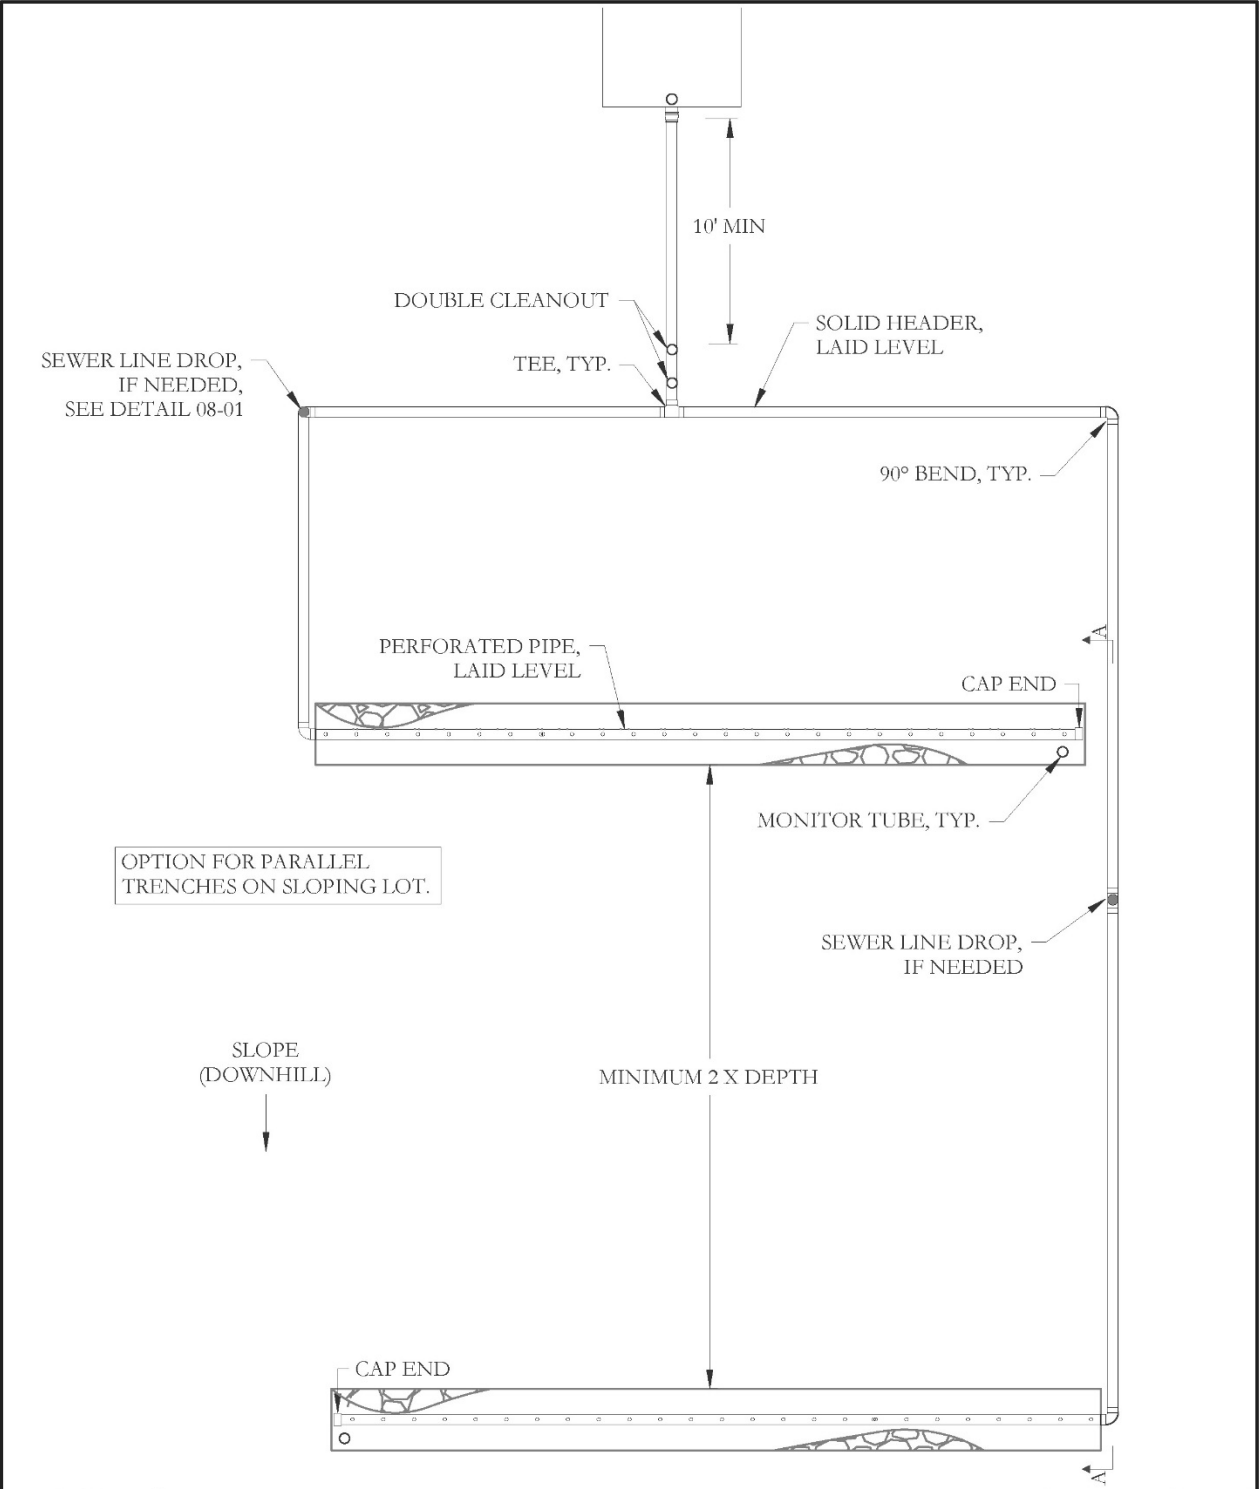 10' MIN
DOUBLE CLEANOUT
SOLID HEADER,
LAID LEVEL
TEE, TYP.
SEWER LINE DROP,
IF NEEDED,
SEE DETAIL 08-01
90° BEND, TYP.
A
PERFORATED PIPE,
LAID LEVEL
CAP END
MONITOR TUBE, TYP.
OPTION FOR PARALLEL
TRENCHES ON SLOPING LOT.
SEWER LINE DROP,
IF NEEDED
SLOPE
(DOWNHILL)
MINIMUM 2 X DEPTH
CAP END
A